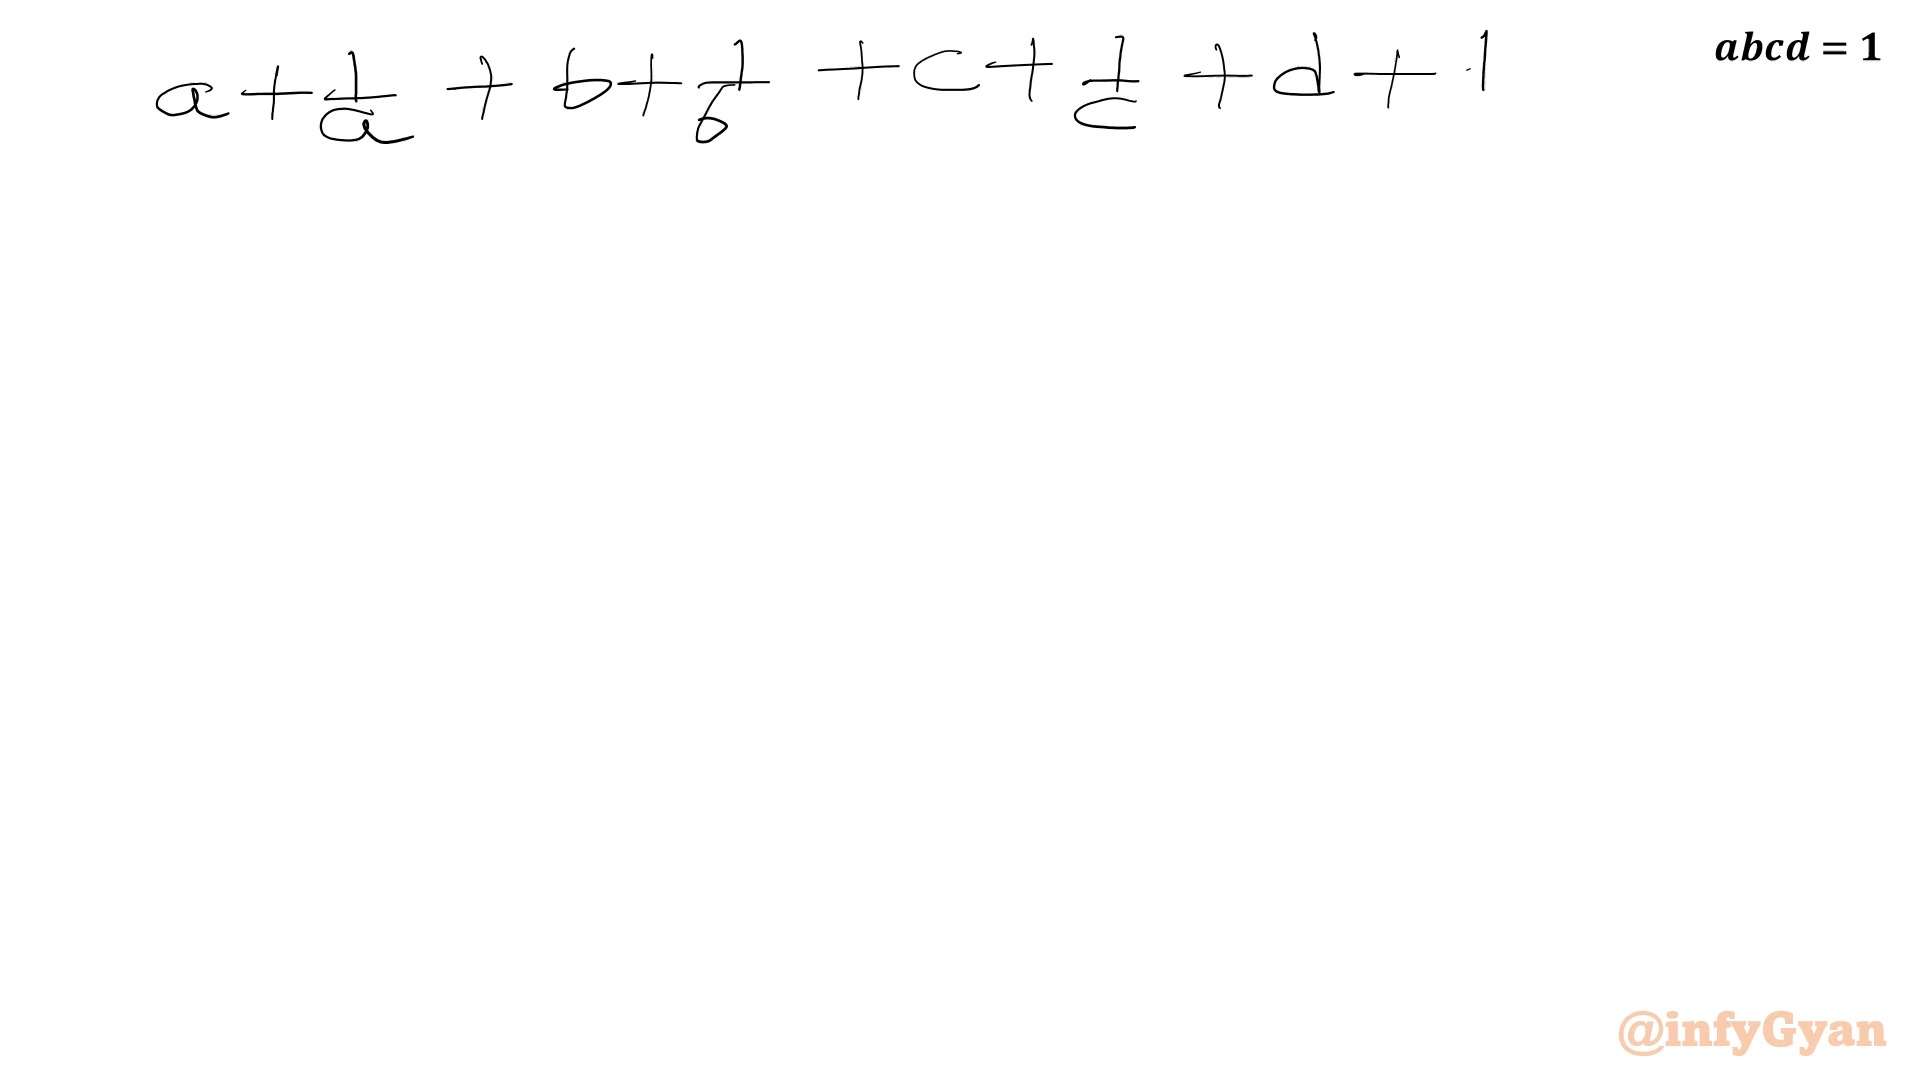 a + 1/a + b + 1/b + c + 1/c + d + 1
abcd = 1
@infyGyan